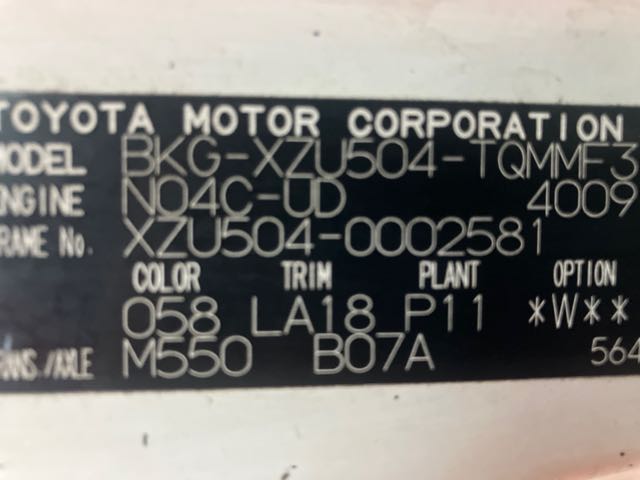 TOYOTA MOTOR CORPORATION
MODEL BKG-XZU504-TQMMF3
ENGINE N04C-UD 4009
FRAME No. XZU504-0002581
COLOR TRIM PLANT OPTION
058 LA18 P11 *W**
TRANS./AXLE M550 B07A 564